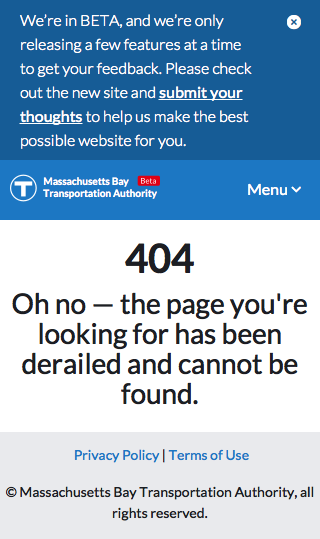 We're in BETA, and we're only
releasing a few features at a time
to get your feedback. Please check
out the new site and submit your
thoughts to help us make the best
possible website for you.
T Massachusetts Bay Beta
Transportation Authority
Menu
404
Oh no — the page you're
looking for has been
derailed and cannot be
found.
Privacy Policy | Terms of Use
© Massachusetts Bay Transportation Authority, all
rights reserved.